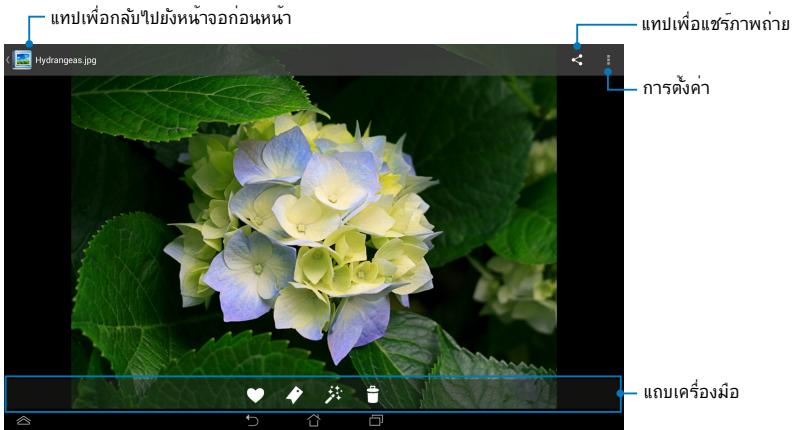 แทปเพื่อกลับไปยังหน้าจอก่อนหน้า
แทปเพื่อแชร์ภาพถ่าย
Hydrangeas.jpg
การตั้งค่า
แถบเครื่องมือ